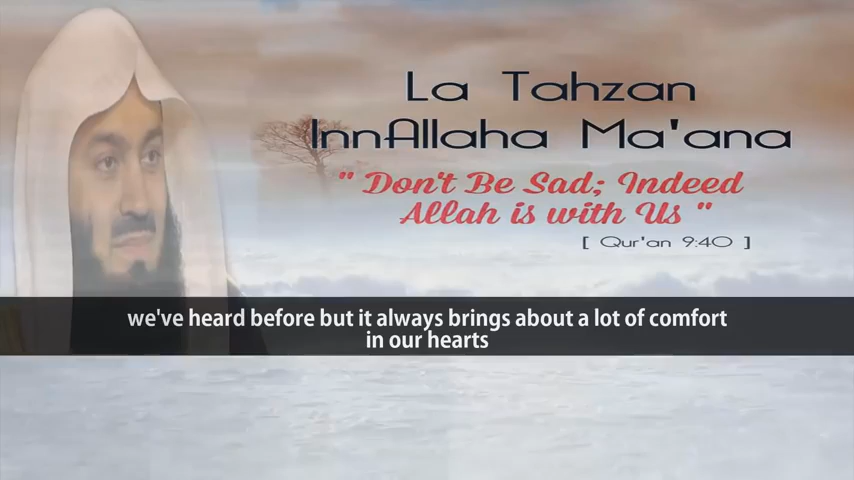 La Tahzan
InnAllaha Ma'ana
" Don't Be Sad; Indeed
Allah is with Us "
[ Qur'an 9:40 ]
we've heard before but it always brings about a lot of comfort
in our hearts